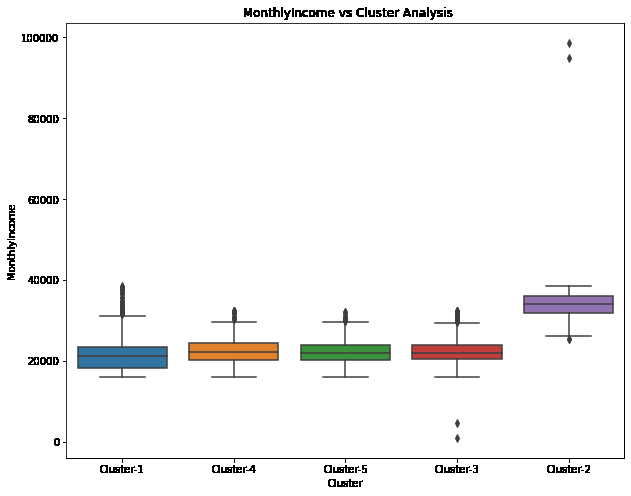 MonthlyIncome vs Cluster Analysis
100000
80000
60000
40000
20000
0
MonthlyIncome
Cluster-1 Cluster-4 Cluster-5 Cluster-3 Cluster-2
Cluster